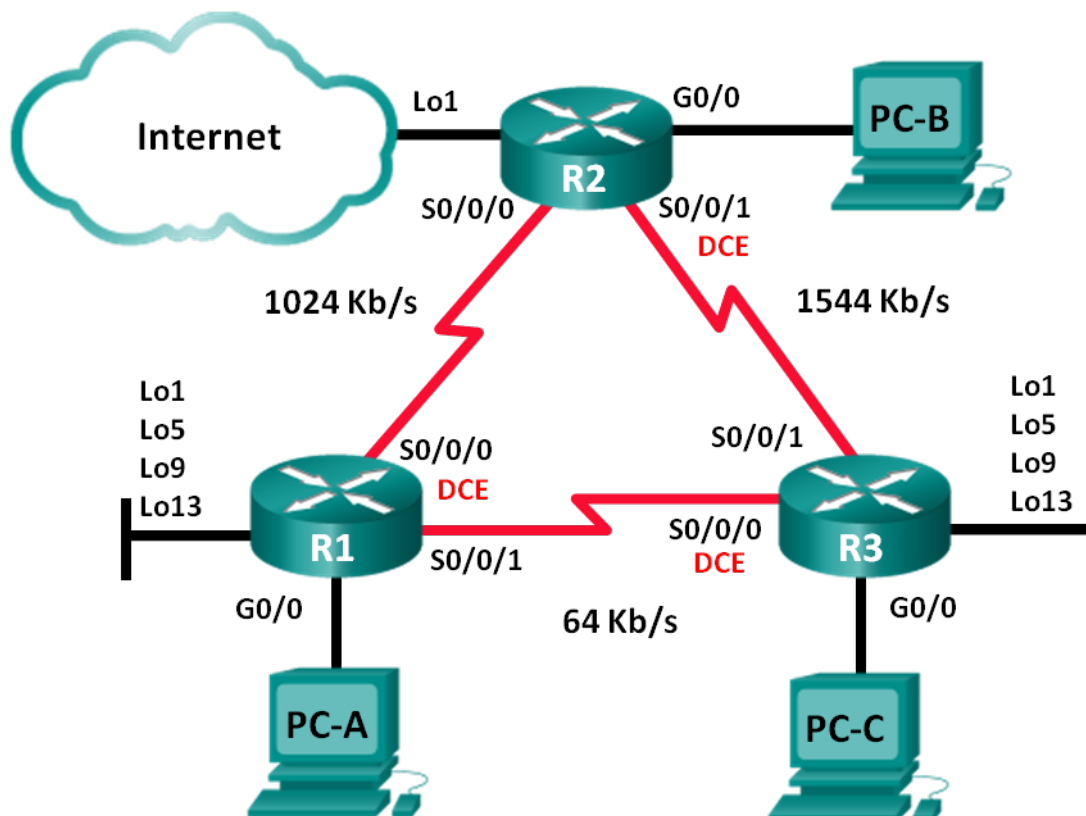 Internet
Lo1
R2
G0/0
PC-B
S0/0/0
S0/0/1
DCE
1024 Kb/s
1544 Kb/s
Lo1
Lo5
Lo9
Lo13
R1
S0/0/0
DCE
S0/0/1
G0/0
PC-A
64 Kb/s
S0/0/1
S0/0/0
DCE
R3
Lo1
Lo5
Lo9
Lo13
G0/0
PC-C